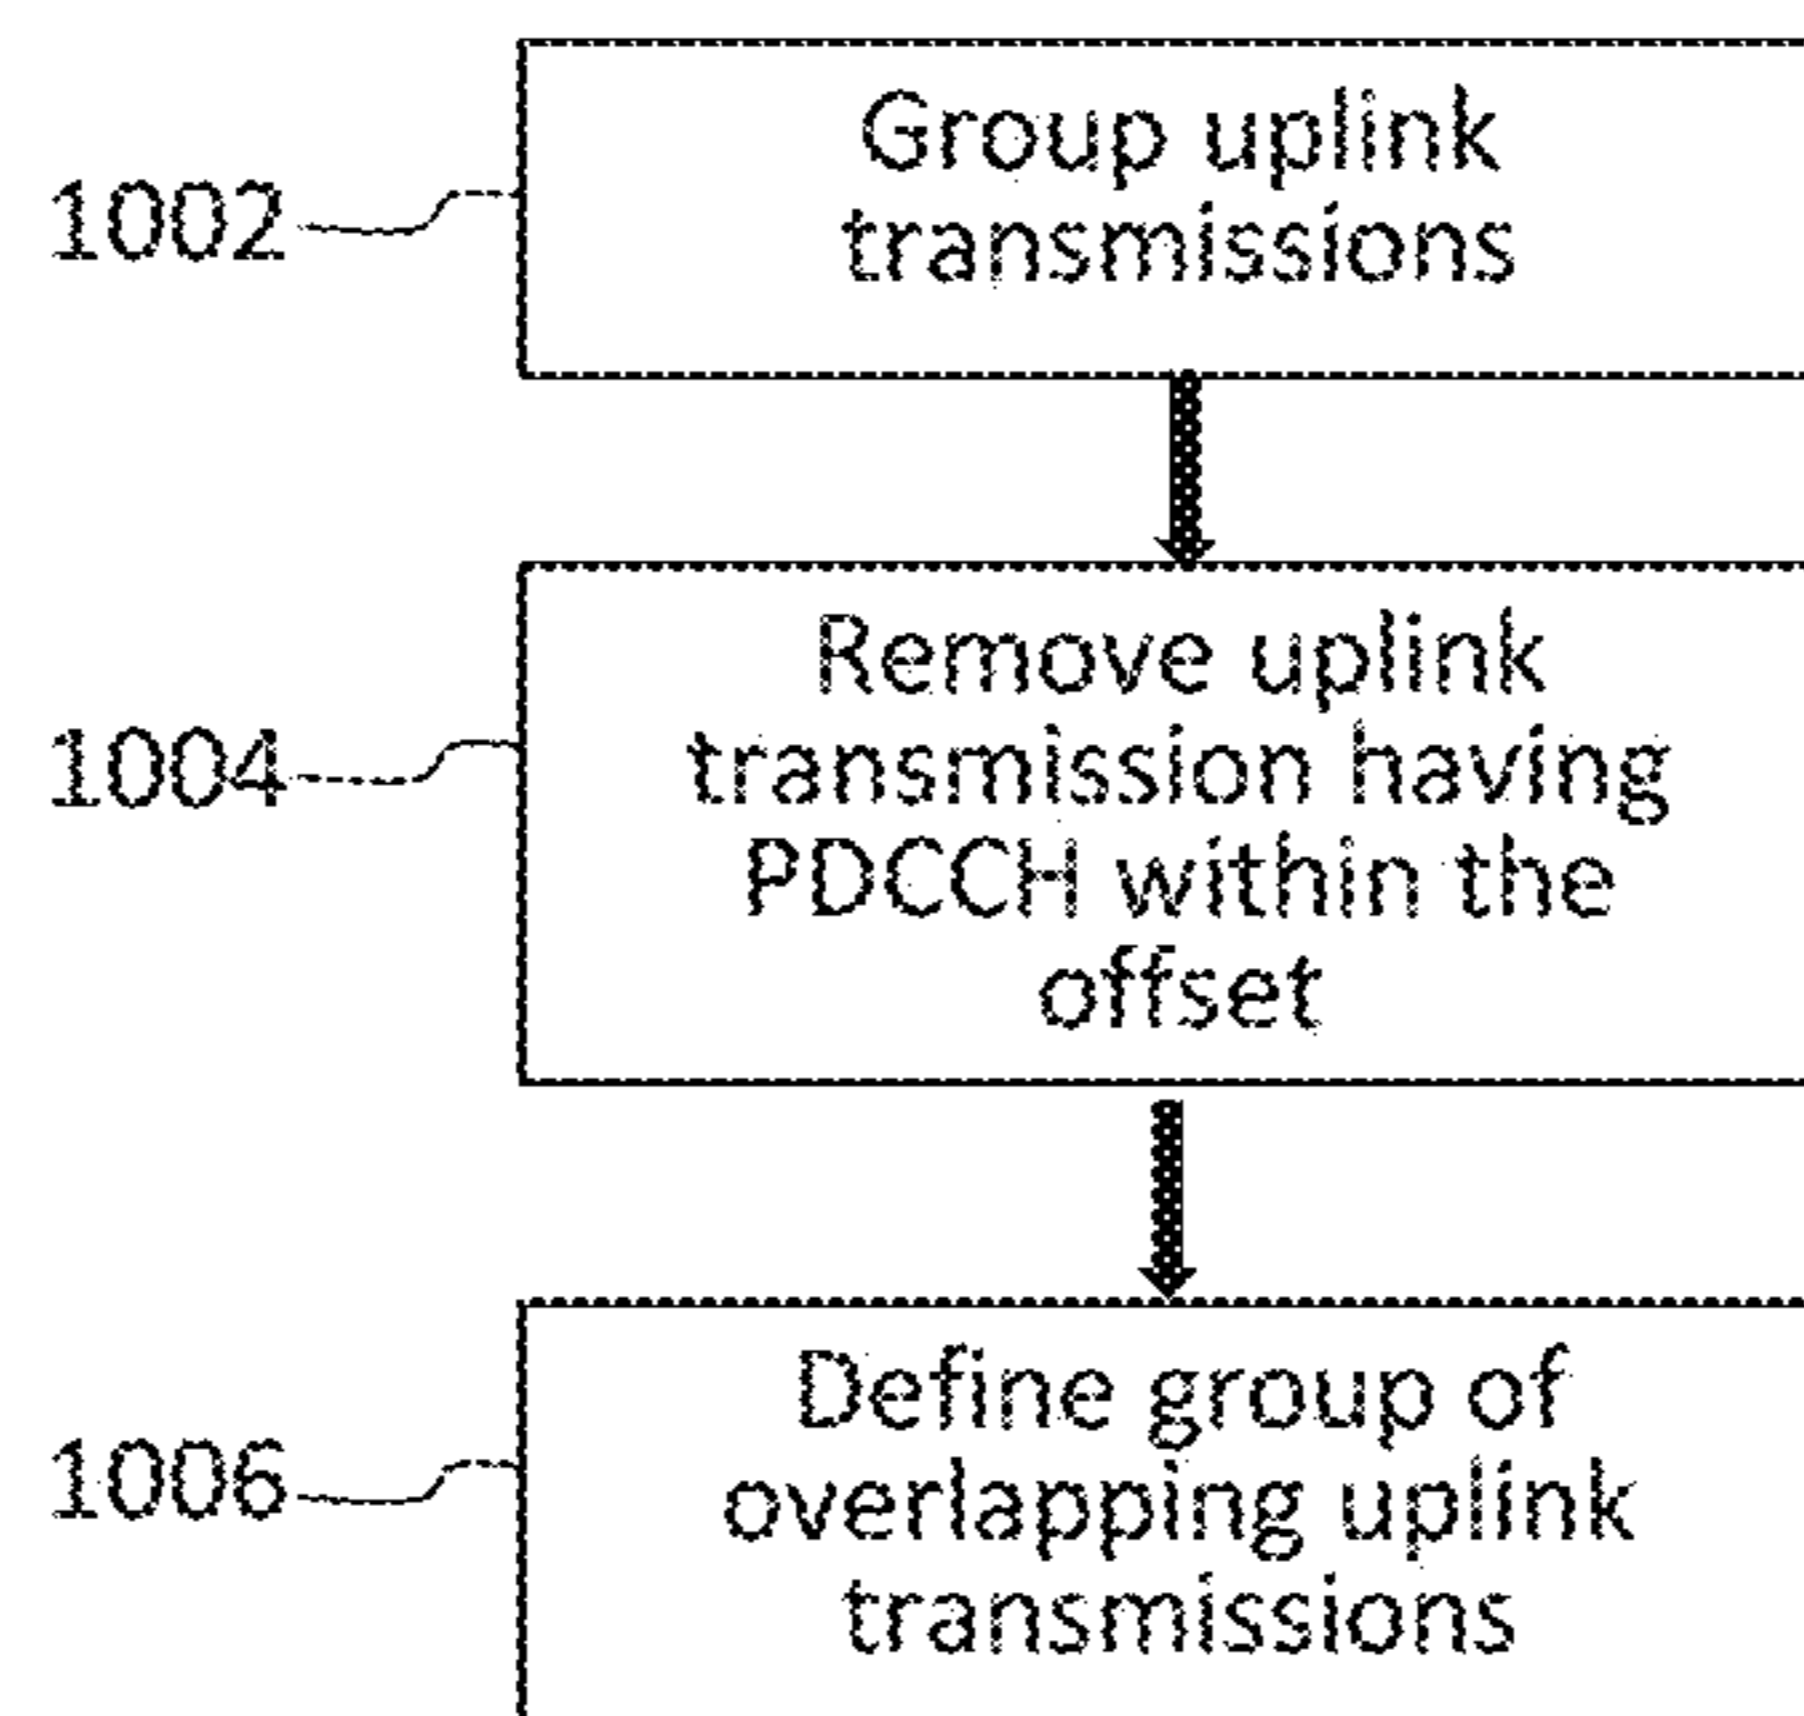 1002
Group uplink
transmissions
1004
Remove uplink
transmission having
PDCCH within the
offset
1006
Define group of
overlapping uplink
transmissions